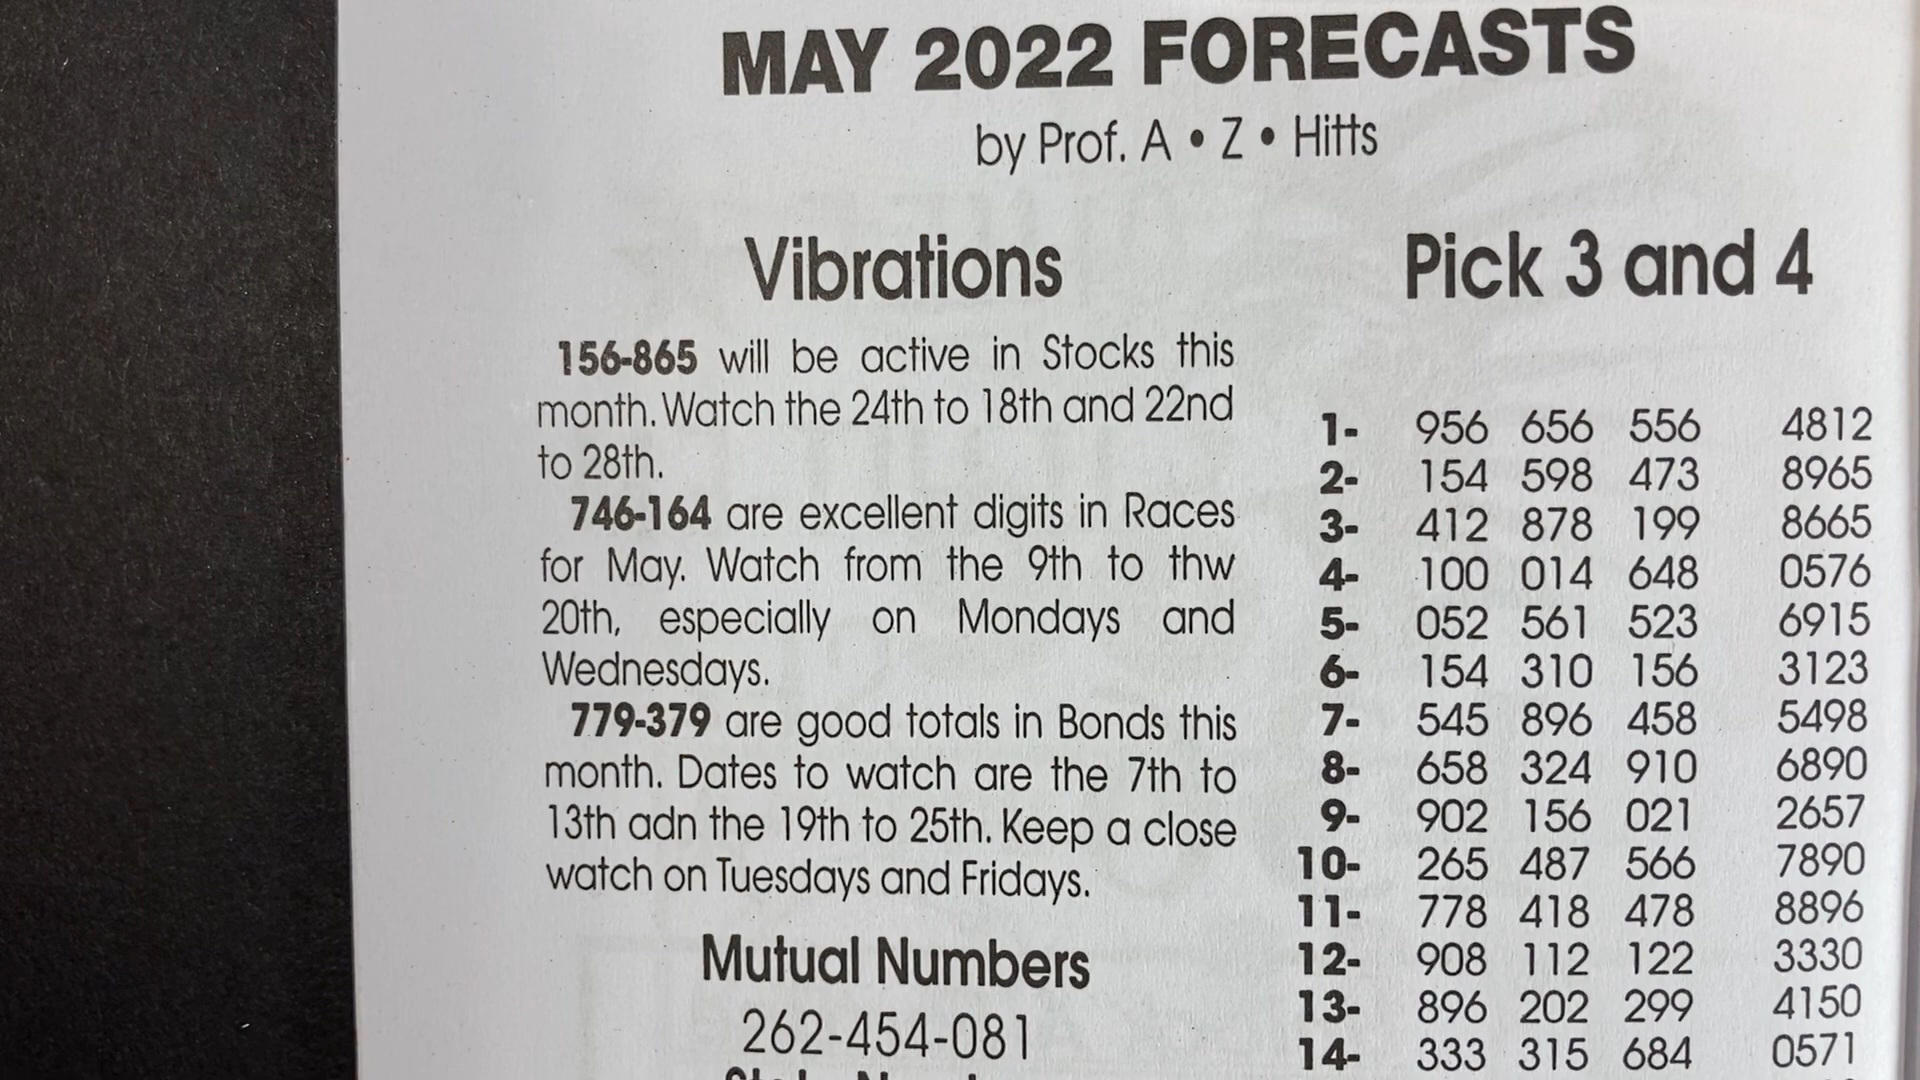 MAY 2022 FORECASTS
by Prof. A • Z • Hitts
Vibrations
156-865 will be active in Stocks this
month. Watch the 24th to 18th and 22nd
to 28th.
746-164 are excellent digits in Races
for May. Watch from the 9th to thw
20th, especially on Mondays and
Wednesdays.
779-379 are good totals in Bonds this
month. Dates to watch are the 7th to
13th adn the 19th to 25th. Keep a close
watch on Tuesdays and Fridays.
Mutual Numbers
262-454-081
Pick 3 and 4
1- 956 656 556 4812
2- 154 598 473 8965
3- 412 878 199 8665
4- 100 014 648 0576
5- 052 561 523 6915
6- 154 310 156 3123
7- 545 896 458 5498
8- 658 324 910 6890
9- 902 156 021 2657
10- 265 487 566 7890
11- 778 418 478 8896
12- 908 112 122 3330
13- 896 202 299 4150
14- 333 315 684 0571